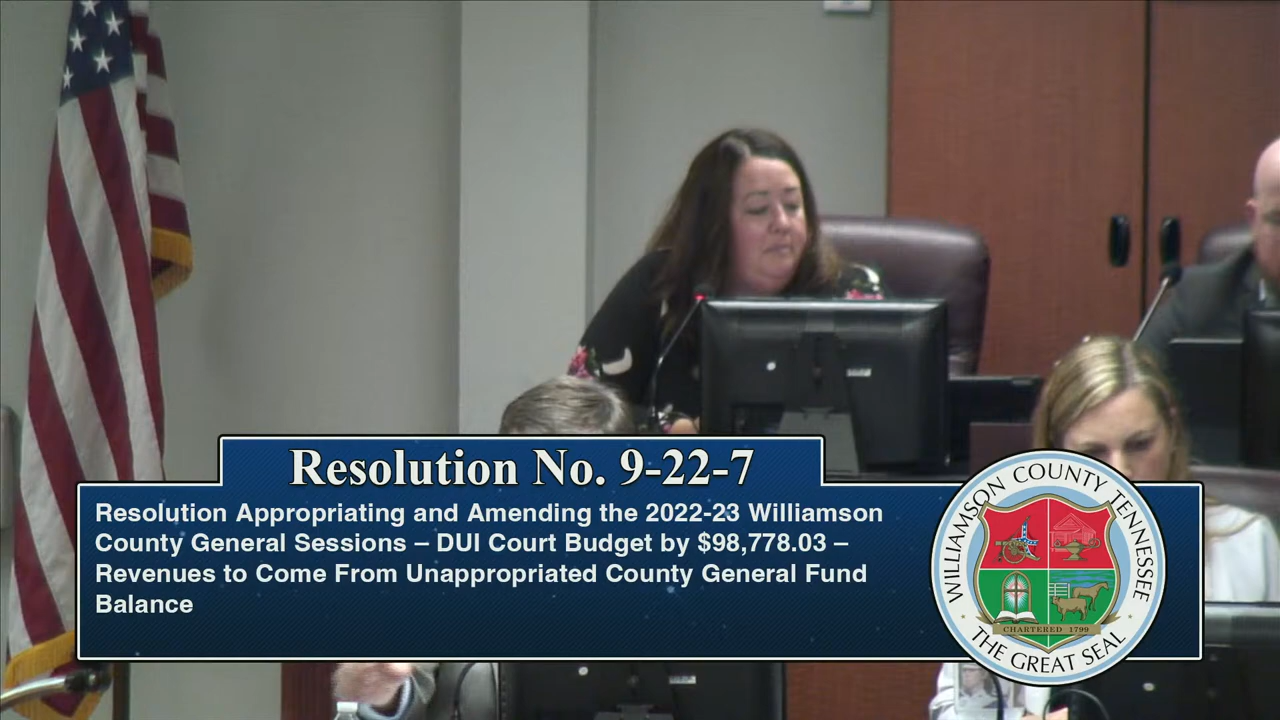 Resolution No. 9-22-7
Resolution Appropriating and Amending the 2022-23 Williamson
County General Sessions – DUI Court Budget by $98,778.03 –
Revenues to Come From Unappropriated County General Fund
Balance
WILLIAMSON COUNTY TENNESSEE
CHARTERED 1799
THE GREAT SEAL